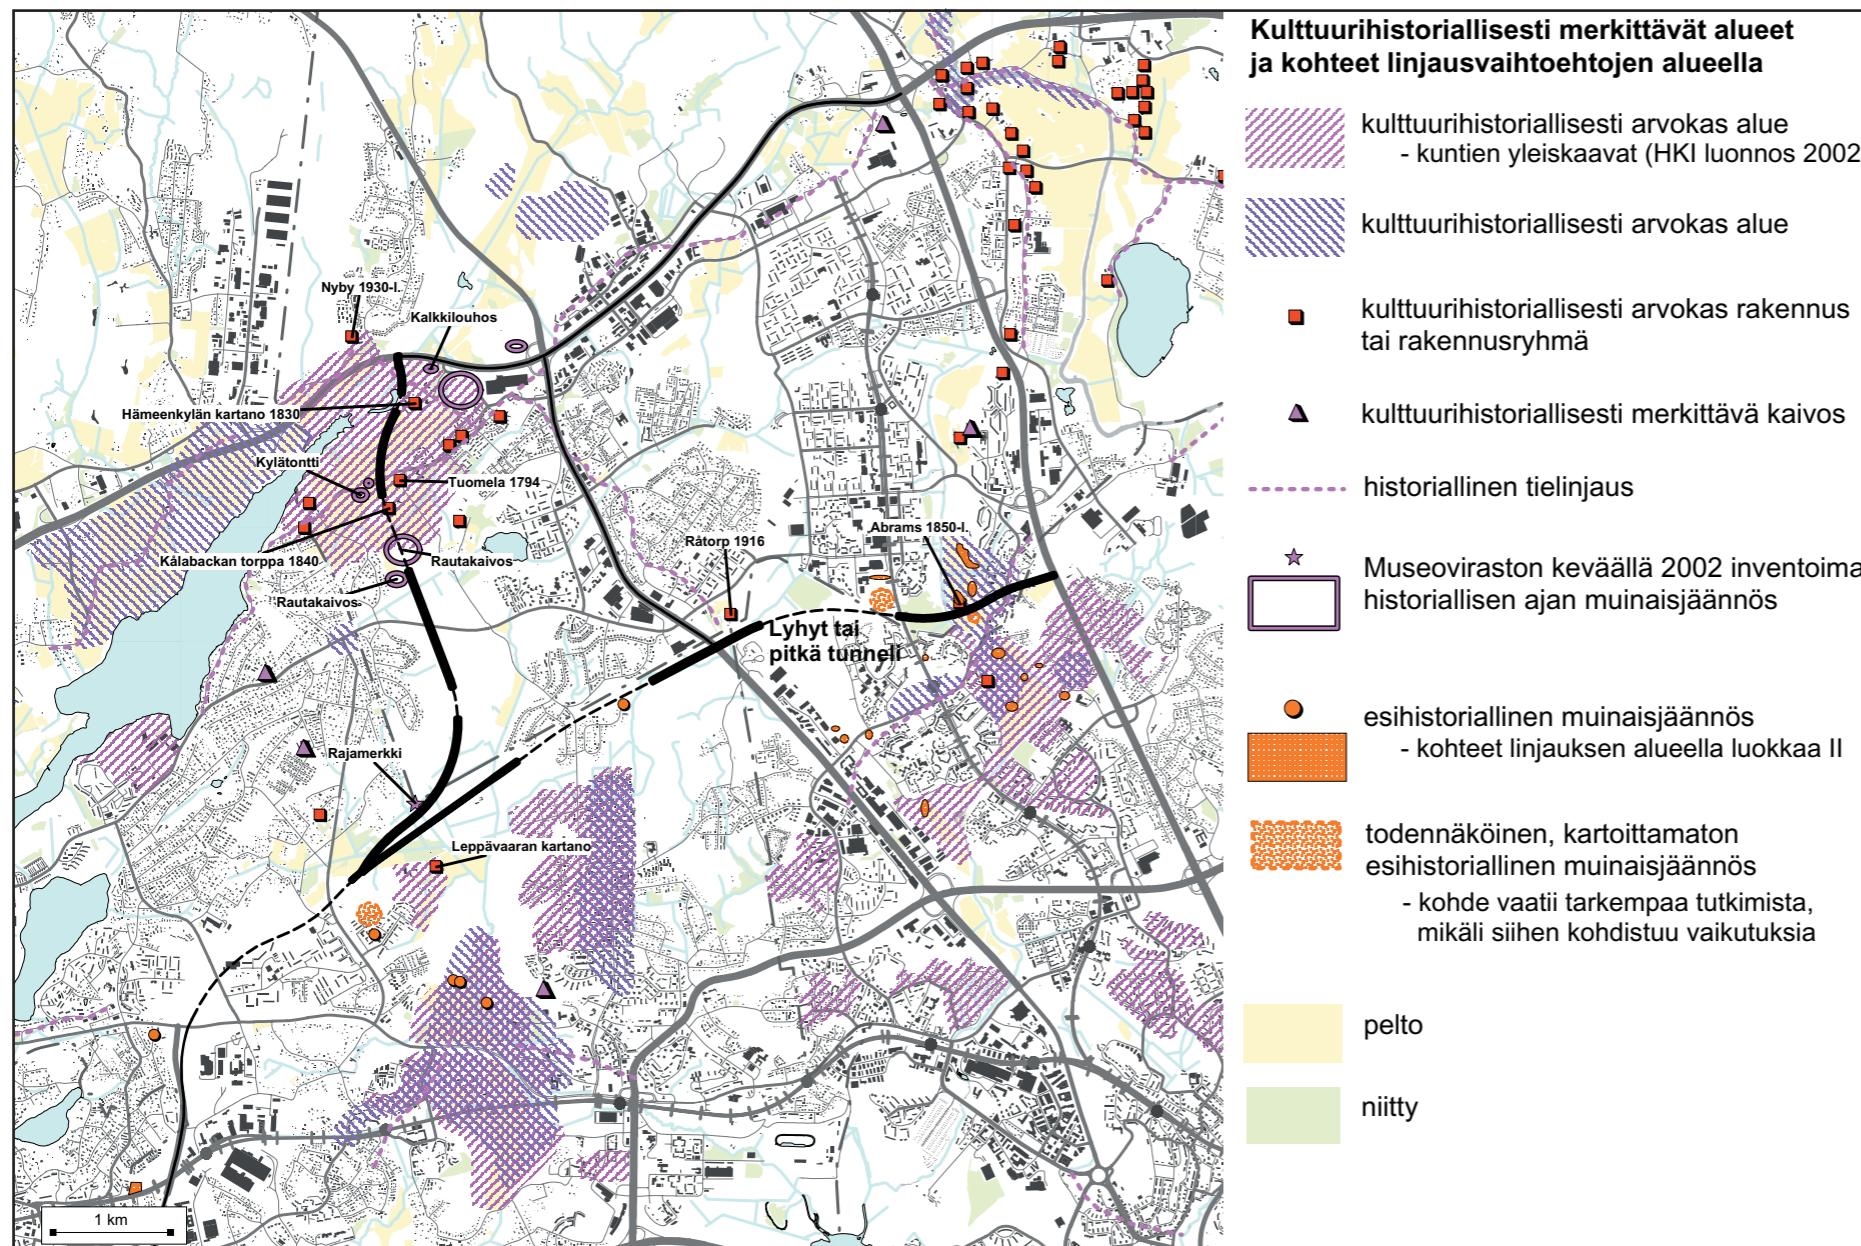 Kulttuurihistoriallisesti merkittävät alueet
ja kohteet linjausvaihtoehtojen alueella
kulttuurihistoriallisesti arvokas alue
- kuntien yleiskaavat (HKI luonnos 2002
kulttuurihistoriallisesti arvokas alue
kulttuurihistoriallisesti arvokas rakennus
tai rakennusryhmä
kulttuurihistoriallisesti merkittävä kaivos
historiallinen tielinjaus
Museoviraston keväällä 2002 inventoima
historiallisen ajan muinaisjäännös
esihistoriallinen muinaisjäännös
- kohteet linjauksen alueella luokkaa II
todennäköinen, kartoittamaton
esihistoriallinen muinaisjäännös
- kohde vaatii tarkempaa tutkimista,
mikäli siihen kohdistuu vaikutuksia
pelto
niitty
Nyby 1930-l.
Kalkkilouhos
Hämeenkylän kartano 1830
Kylätontti
Tuomela 1794
Kålabackan torppa 1840
Rautakaivos
Rautakaivos
Råtorp 1916
Abrams 1850-l.
Lyhyt tai
pitkä tunneli
Rajamerkki
Leppävaaran kartano
1 km